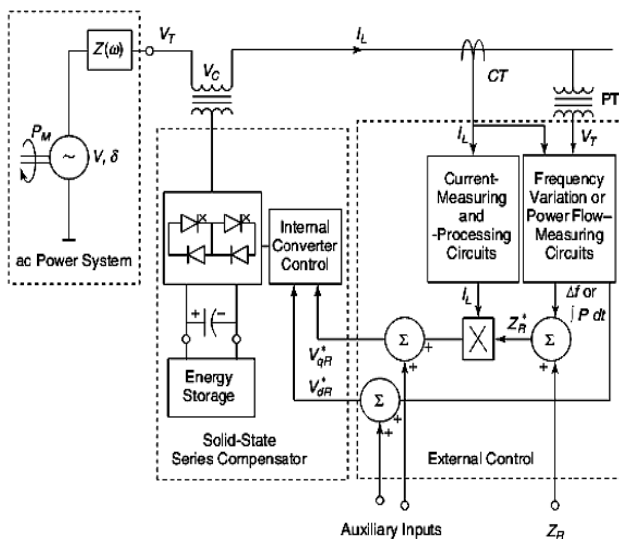 Z(ω)
V_T
V_C
I_L
CT
PT
P_M
V, δ
ac Power System
I_L
V_T
Current-
Measuring
and
-Processing
Circuits
Frequency
Variation or
Power Flow–
Measuring
Circuits
Internal
Converter
Control
I_L
Δf or
∫P dt
Z_R^*
Σ
X
Σ
+
+
+
+
+ –
V_qR^*
V_dR^*
Energy
Storage
Σ
+
+
Solid-State
Series Compensator
External Control
Auxiliary Inputs
Z_R